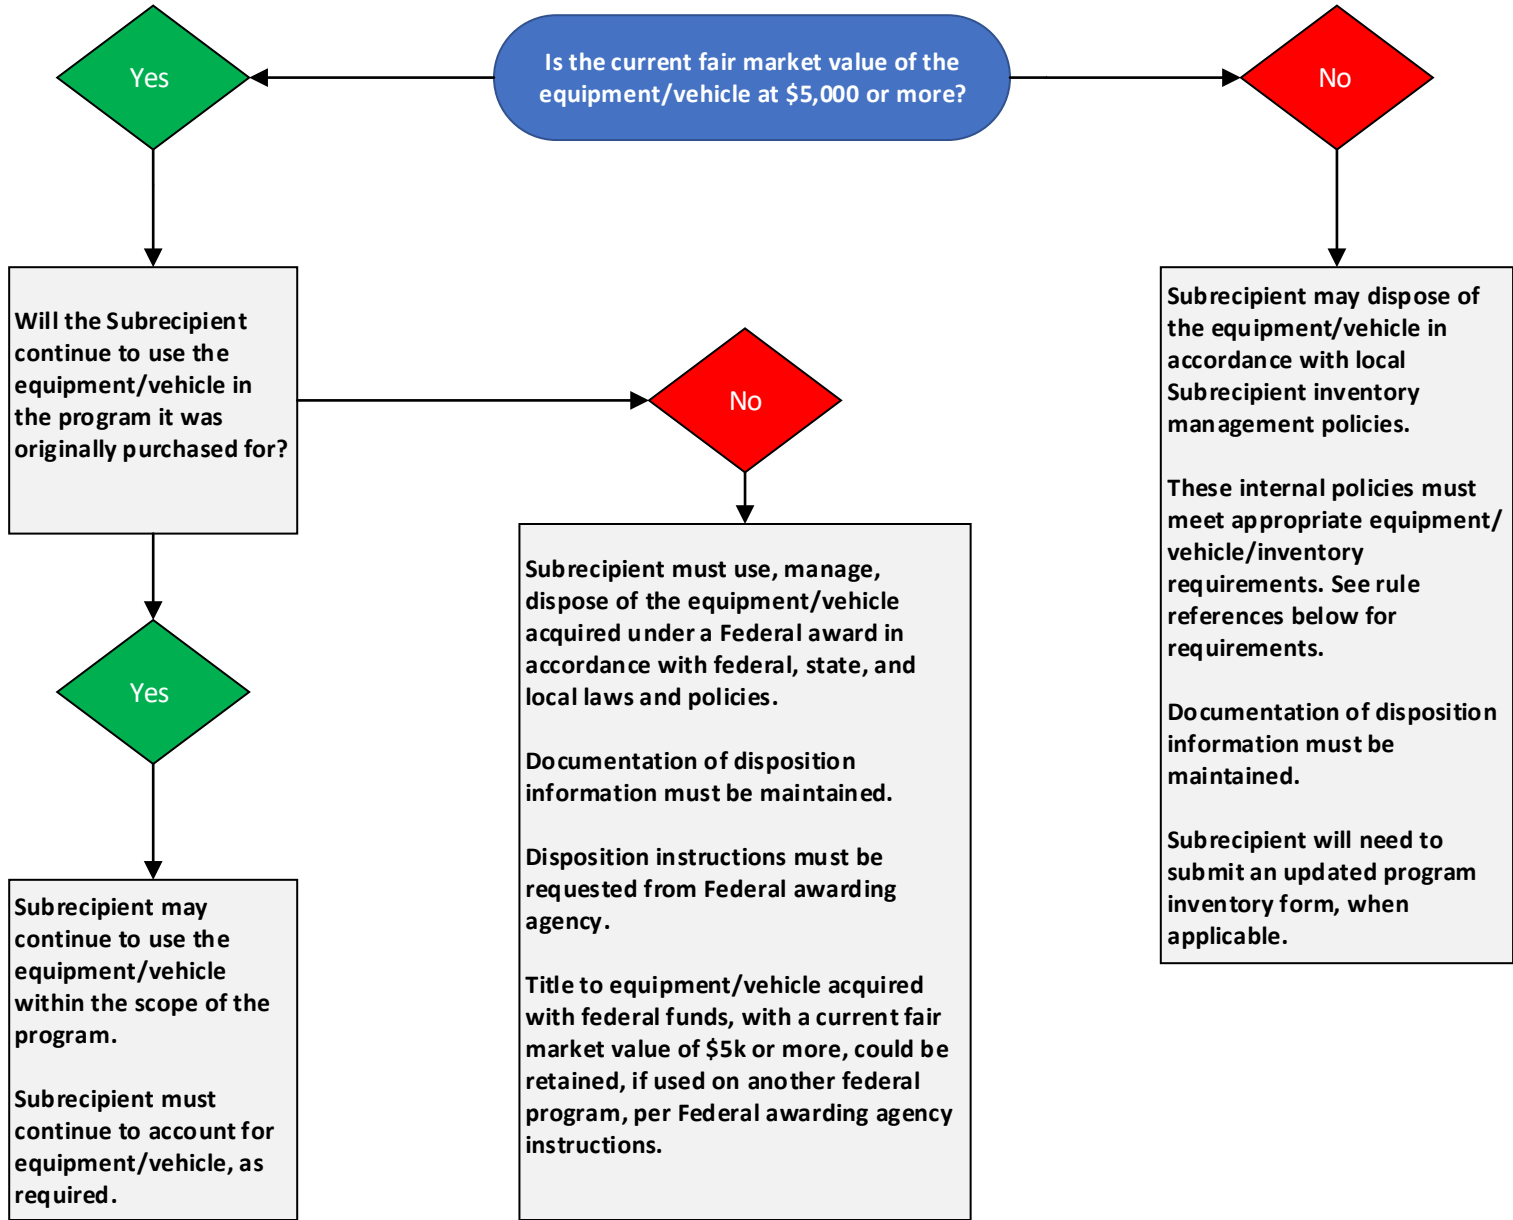 Yes
Is the current fair market value of the
equipment/vehicle at $5,000 or more?
No
Will the Subrecipient
continue to use the
equipment/vehicle in
the program it was
originally purchased for?
No
Yes
Subrecipient may
continue to use the
equipment/vehicle
within the scope of the
program.
Subrecipient must
continue to account for
equipment/vehicle, as
required.
Subrecipient must use, manage,
dispose of the equipment/vehicle
acquired under a Federal award in
accordance with federal, state, and
local laws and policies.
Documentation of disposition
information must be maintained.
Disposition instructions must be
requested from Federal awarding
agency.
Title to equipment/vehicle acquired
with federal funds, with a current fair
market value of $5k or more, could be
retained, if used on another federal
program, per Federal awarding agency
instructions.
Subrecipient may dispose of
the equipment/vehicle in
accordance with local
Subrecipient inventory
management policies.
These internal policies must
meet appropriate equipment/
vehicle/inventory
requirements. See rule
references below for
requirements.
Documentation of disposition
information must be
maintained.
Subrecipient will need to
submit an updated program
inventory form, when
applicable.